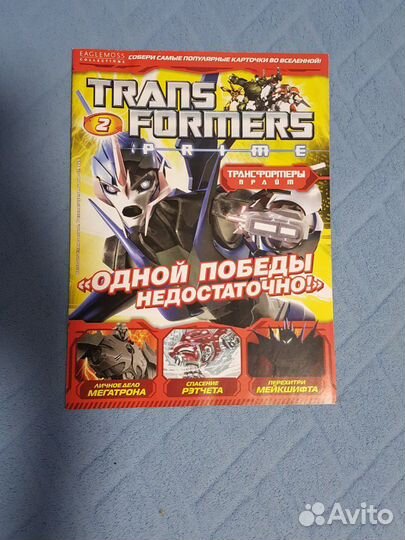 EAGLEMOSS
COLLECTIONS
СОБЕРИ САМЫЕ ПОПУЛЯРНЫЕ КАРТОЧКИ ВО ВСЕЛЕННОЙ!
TRANS
2 FORMERS
PRIME
ТРАНСФОРМЕРЫ
ПРАЙМ
«ОДНОЙ ПОБЕДЫ
НЕДОСТАТОЧНО!»
ЛИЧНОЕ ДЕЛО
МЕГАТРОНА
СПАСЕНИЕ
РЭТЧЕТА
ПЕРЕХИТРИ
МЕЙКШИФТА
Avito